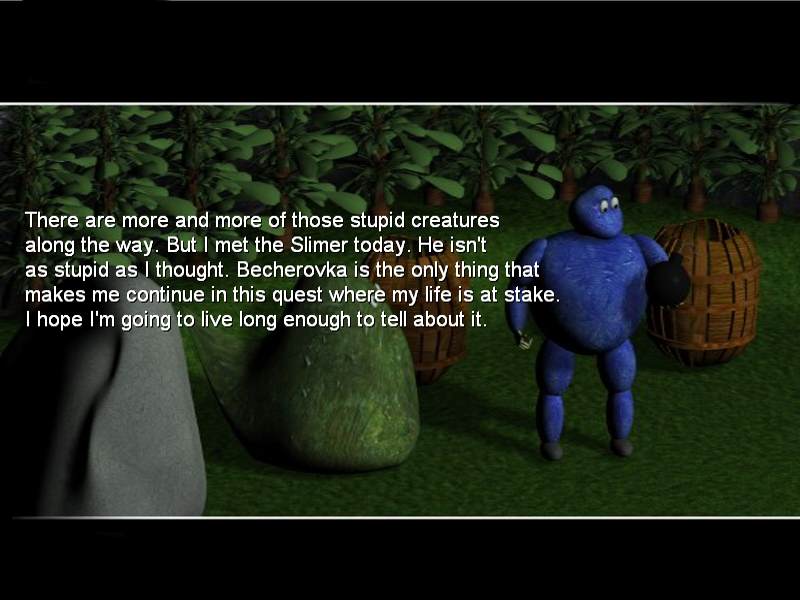 There are more and more of those stupid creatures
along the way. But I met the Slimer today. He isn't
as stupid as I thought. Becherovka is the only thing that
makes me continue in this quest where my life is at stake.
I hope I'm going to live long enough to tell about it.